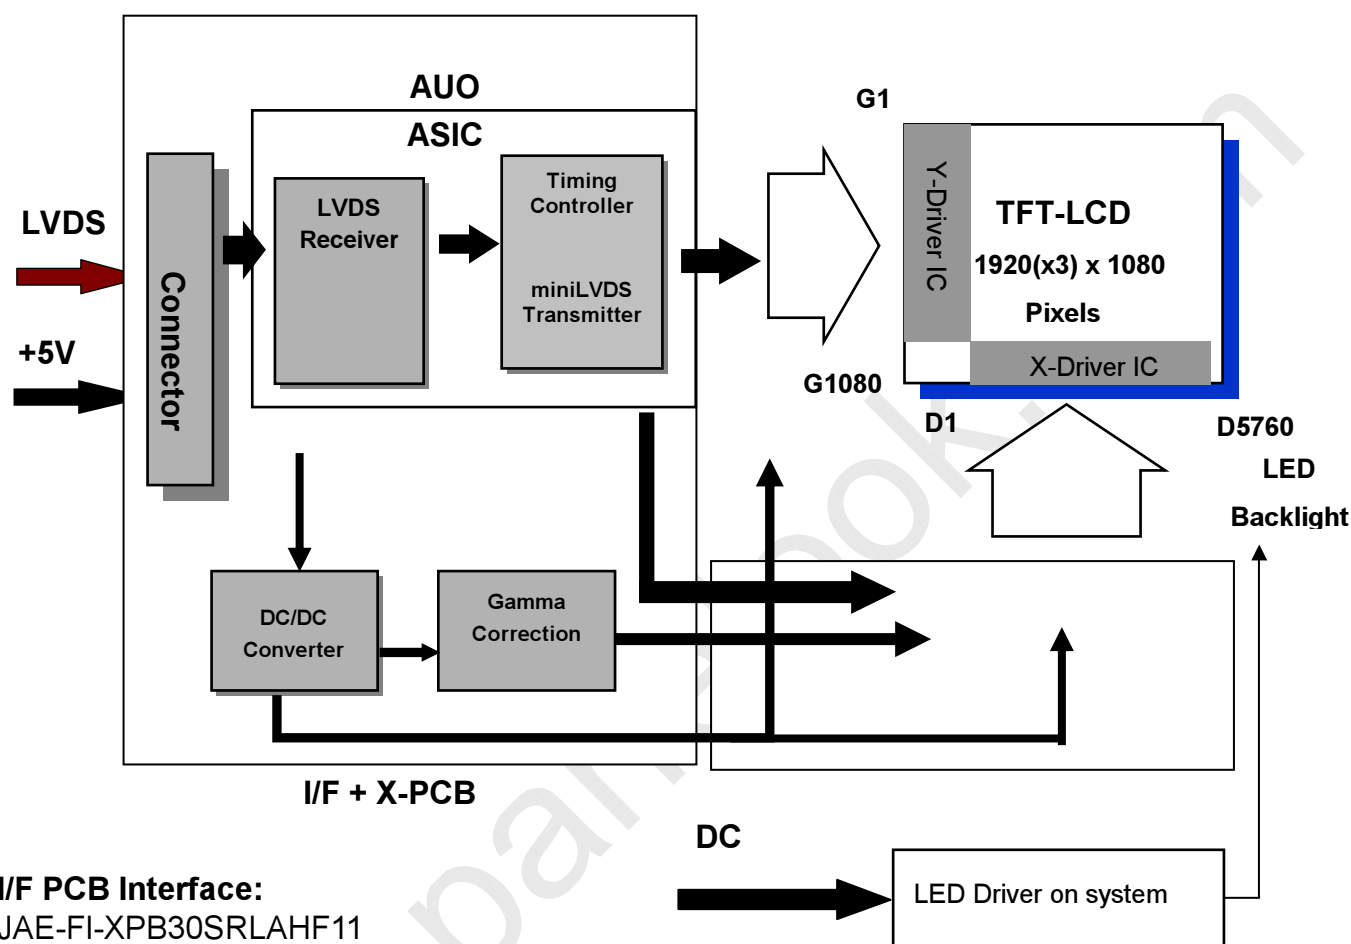 AUO
ASIC
G1
LVDS
Receiver
Timing
Controller
miniLVDS
Transmitter
LVDS
+5V
Connector
Y-Driver IC
TFT-LCD
1920(x3) x 1080
Pixels
X-Driver IC
G1080
D1
D5760
LED
Backlight
DC/DC
Converter
Gamma
Correction
I/F + X-PCB
DC
LED Driver on system
I/F PCB Interface:
JAE-FI-XPB30SRLAHF11